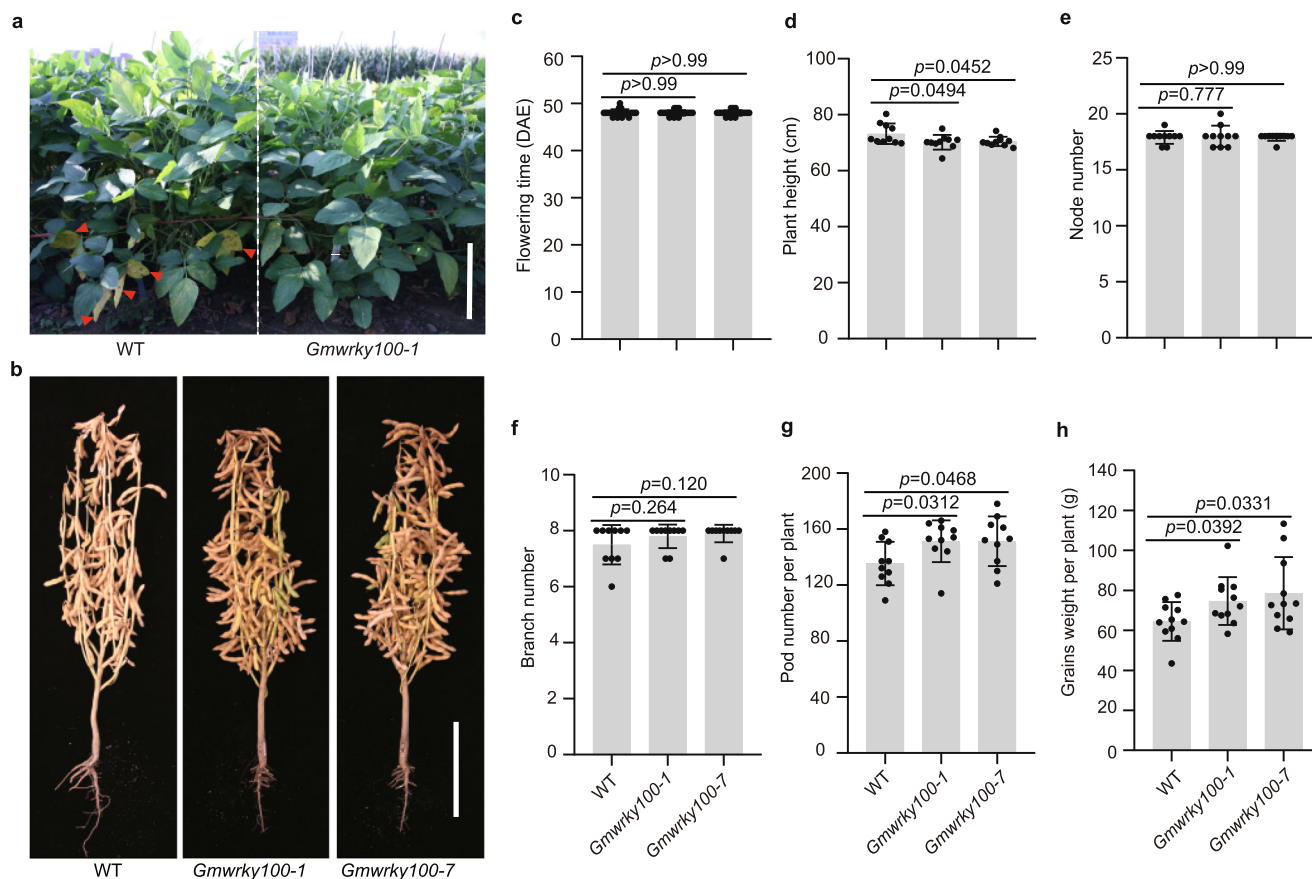 a
WT
Gmwrky100-1
b
WT
Gmwrky100-1
Gmwrky100-7
c
Flowering time (DAE)
60
50
40
30
20
10
0
p>0.99
p>0.99
d
Plant height (cm)
100
80
60
40
20
0
p=0.0452
p=0.0494
e
Node number
25
20
15
10
5
0
p>0.99
p=0.777
f
Branch number
10
8
6
4
2
0
p=0.120
p=0.264
WT
Gmwrky100-1
Gmwrky100-7
g
Pod number per plant
200
160
120
80
40
0
p=0.0468
p=0.0312
WT
Gmwrky100-1
Gmwrky100-7
h
Grains weight per plant (g)
140
120
100
80
60
40
20
0
p=0.0331
p=0.0392
WT
Gmwrky100-1
Gmwrky100-7